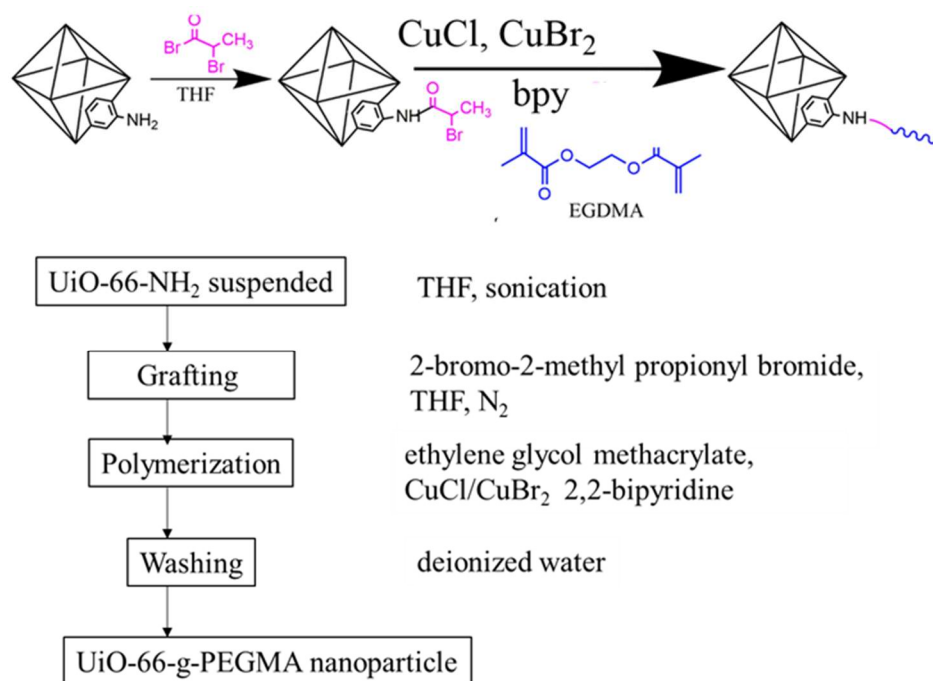 O
Br
CH₃
Br
THF
NH₂
NH
O
CH₃
Br
CuCl, CuBr₂
bpy
O
O
O
EGDMA
NH
UiO-66-NH₂ suspended
THF, sonication
Grafting
2-bromo-2-methyl propionyl bromide,
THF, N₂
Polymerization
ethylene glycol methacrylate,
CuCl/CuBr₂ 2,2-bipyridine
Washing
deionized water
UiO-66-g-PEGMA nanoparticle